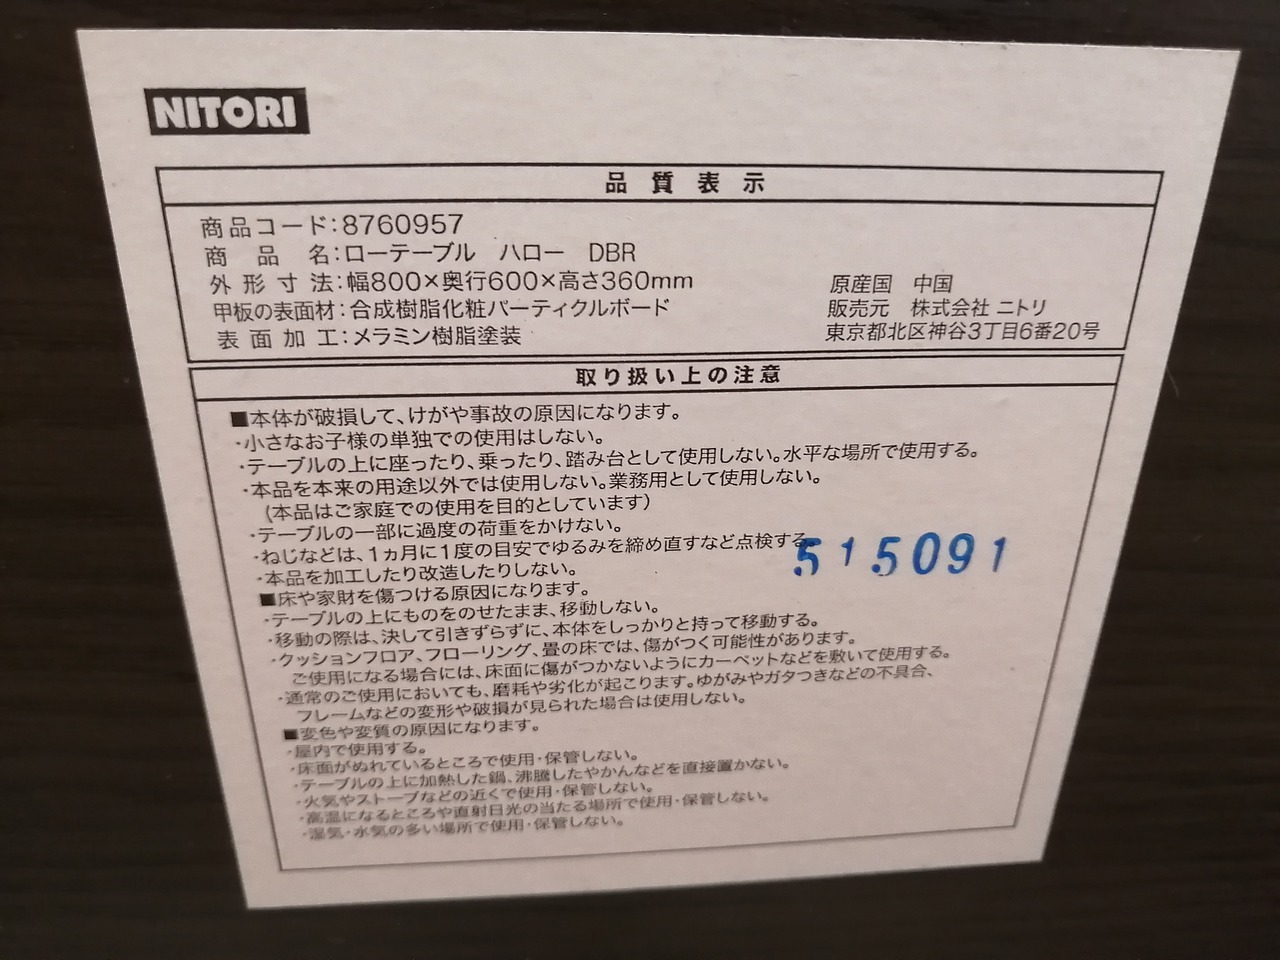 NITORI
品質表示
商品コード:8760957
商品名:ローテーブル ハロー DBR
外形寸法:幅800×奥行600×高さ360mm
甲板の表面材:合成樹脂化粧パーティクルボード
表面加工:メラミン樹脂塗装
原産国 中国
販売元 株式会社 ニトリ
東京都北区神谷3丁目6番20号
取り扱い上の注意
■本体が破損して、けがや事故の原因になります。
・小さなお子様の単独での使用はしない。
・テーブルの上に座ったり、乗ったり、踏み台として使用しない。水平な場所で使用する。
・本品を本来の用途以外では使用しない。業務用として使用しない。
(本品はご家庭での使用を目的としています)
・テーブルの一部に過度の荷重をかけない。
・ねじなどは、1ヵ月に1度の目安でゆるみを締め直すなど点検する。
515091
・本品を加工したり改造したりしない。
■床や家財を傷つける原因になります。
・テーブルの上にものをのせたまま、移動しない。
・移動の際は、決して引きずらずに、本体をしっかりと持って移動する。
・クッションフロア、フローリング、畳の床では、傷がつく可能性があります。
ご使用になる場合には、床面に傷がつかないようにカーペットなどを敷いて使用する。
・通常のご使用においても、磨耗や劣化が起こります。ゆがみやガタつきなどの不具合、
フレームなどの変形や破損が見られた場合は使用しない。
■変色や変質の原因になります。
・屋内で使用する。
・床面がぬれているところで使用・保管しない。
・テーブルの上に加熱した鍋、沸騰したやかんなどを直接置かない。
・火気やストーブなどの近くで使用・保管しない。
・高温になるところや直射日光の当たる場所で使用・保管しない。
・湿気・水気の多い場所で使用・保管しない。